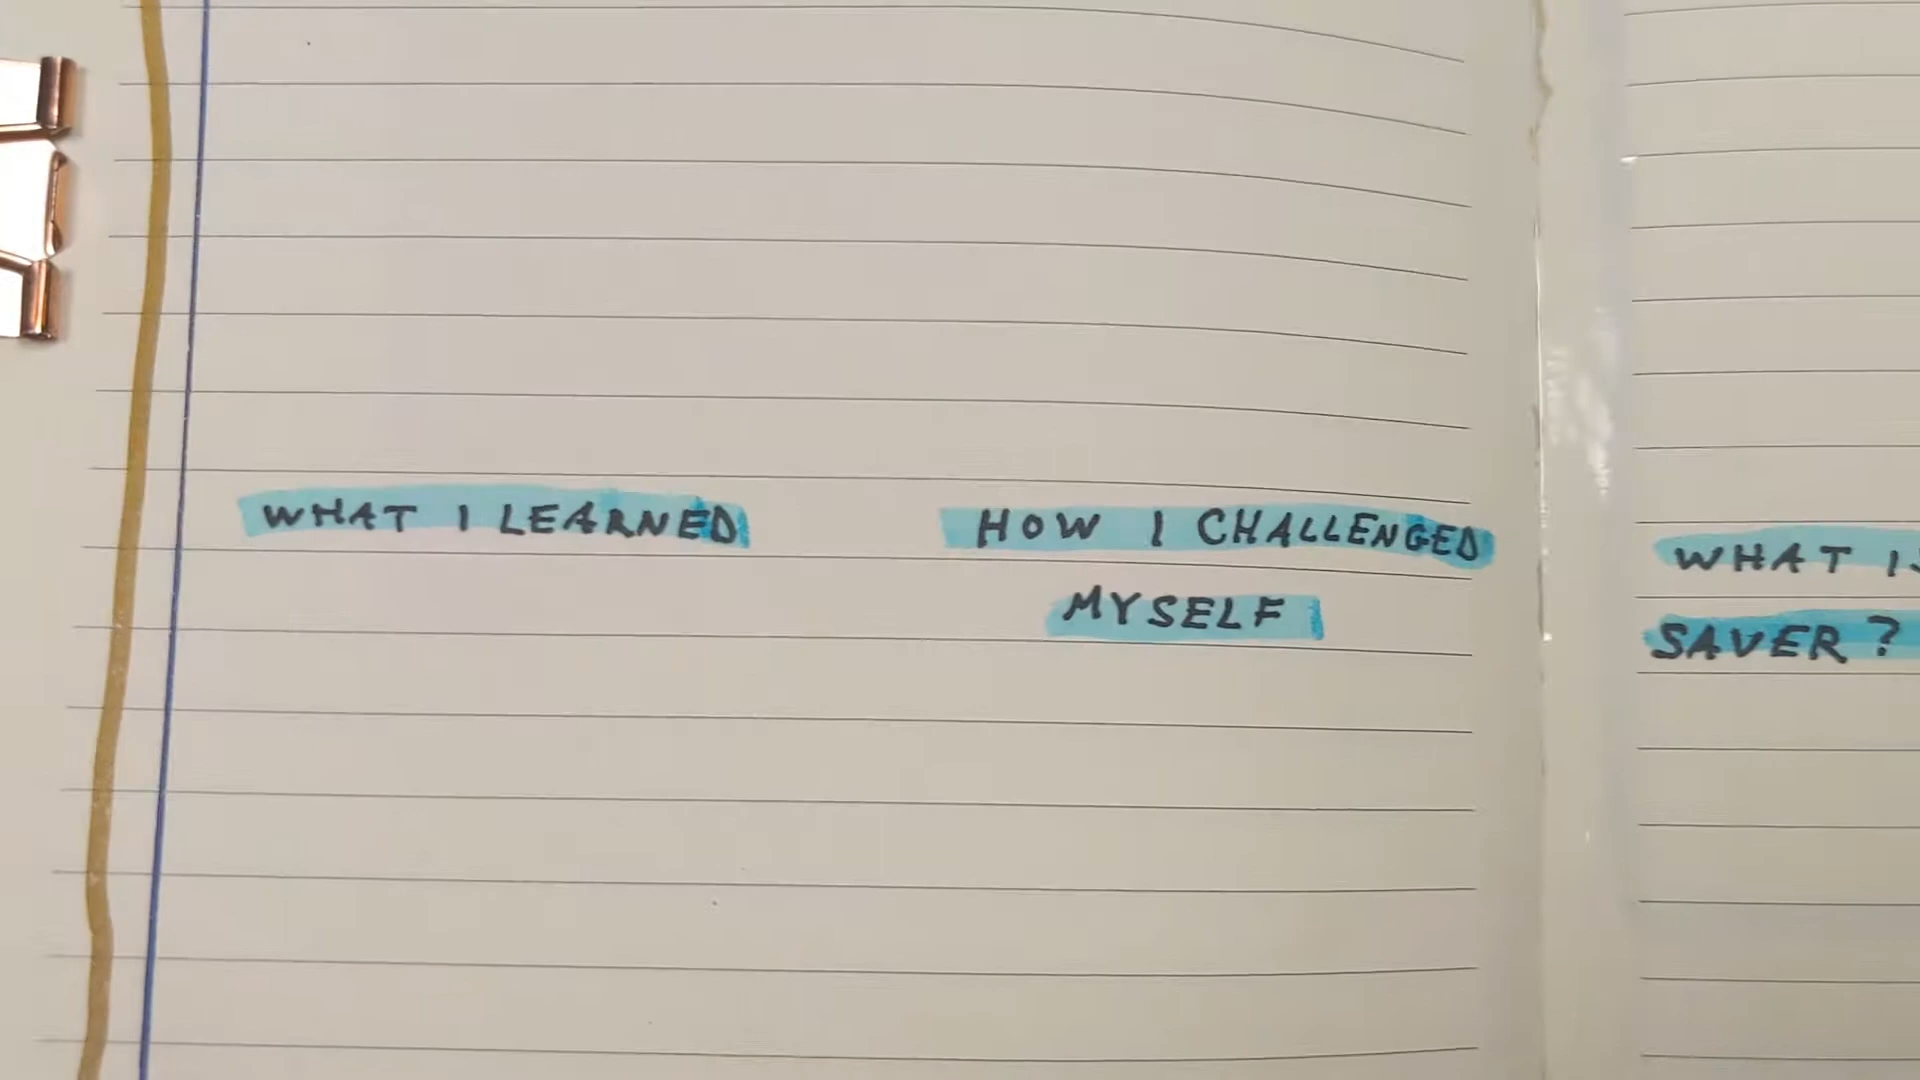 WHAT I LEARNED
HOW I CHALLENGED
MYSELF
WHAT
SAVER?